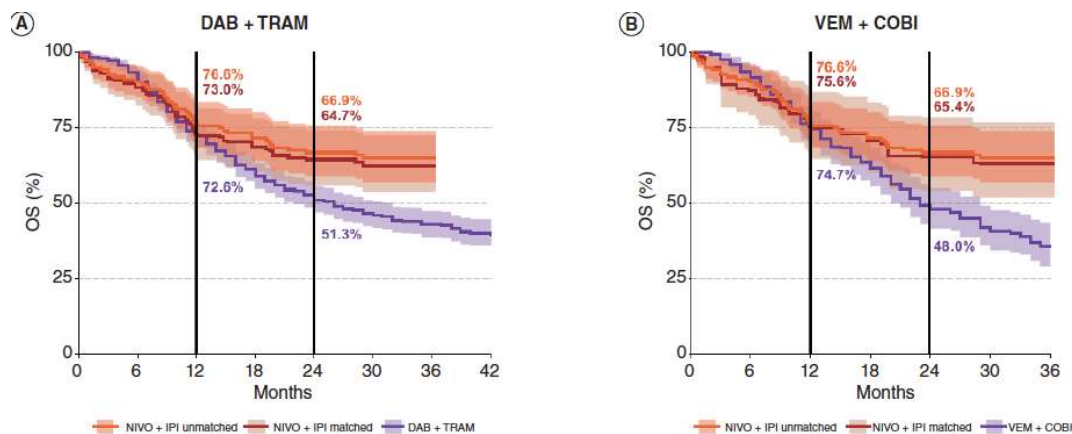 A DAB + TRAM
100
75
50
25
0
OS (%)
76.6%
73.0%
66.9%
64.7%
72.6%
51.3%
0 6 12 18 24 30 36 42
Months
NIVO + IPI unmatched NIVO + IPI matched DAB + TRAM
B VEM + COBI
100
75
50
25
0
OS (%)
76.6%
75.6%
66.9%
65.4%
74.7%
48.0%
0 6 12 18 24 30 36
Months
NIVO + IPI unmatched NIVO + IPI matched VEM + COBI